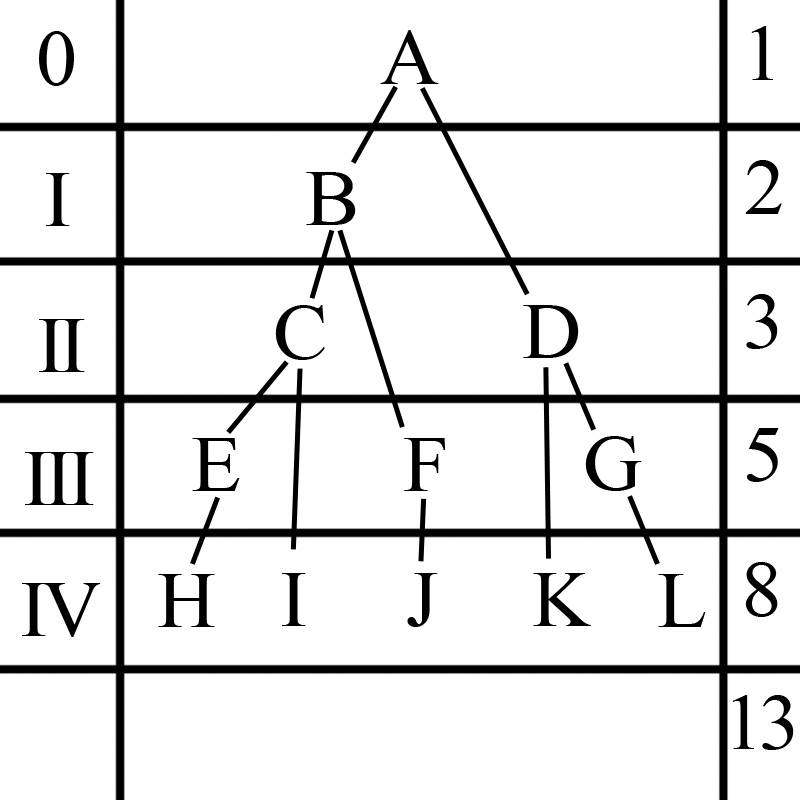 0 A 1
I B 2
II C D 3
III E F G 5
IV H I J K L 8
13